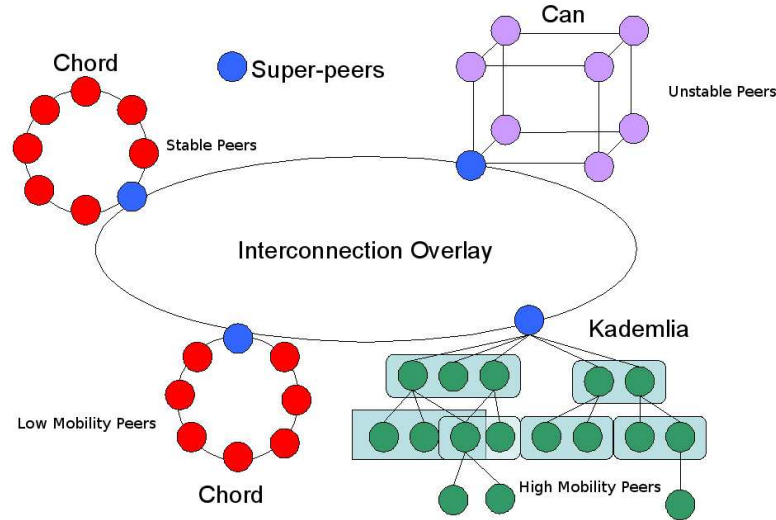 Can
Chord
Super-peers
Unstable Peers
Stable Peers
Interconnection Overlay
Kademlia
Low Mobility Peers
High Mobility Peers
Chord